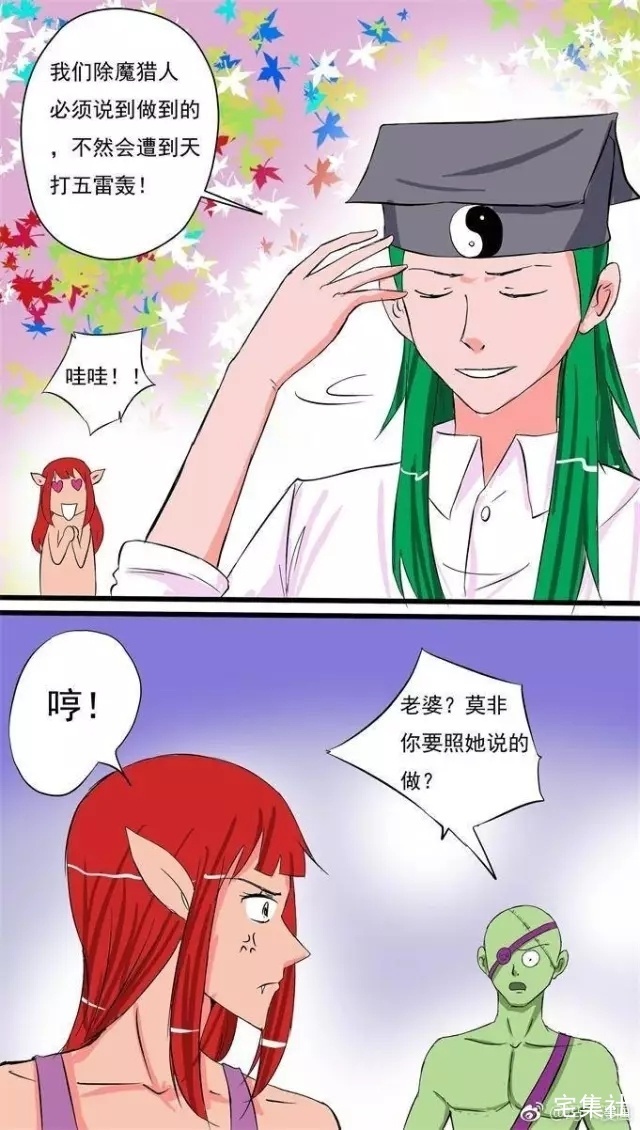 我们除魔猎人
必须说到做到的
，不然会遭到天
打五雷轰！
哇哇！！
哼！
老婆？莫非
你要照她说的
做？
宅集社